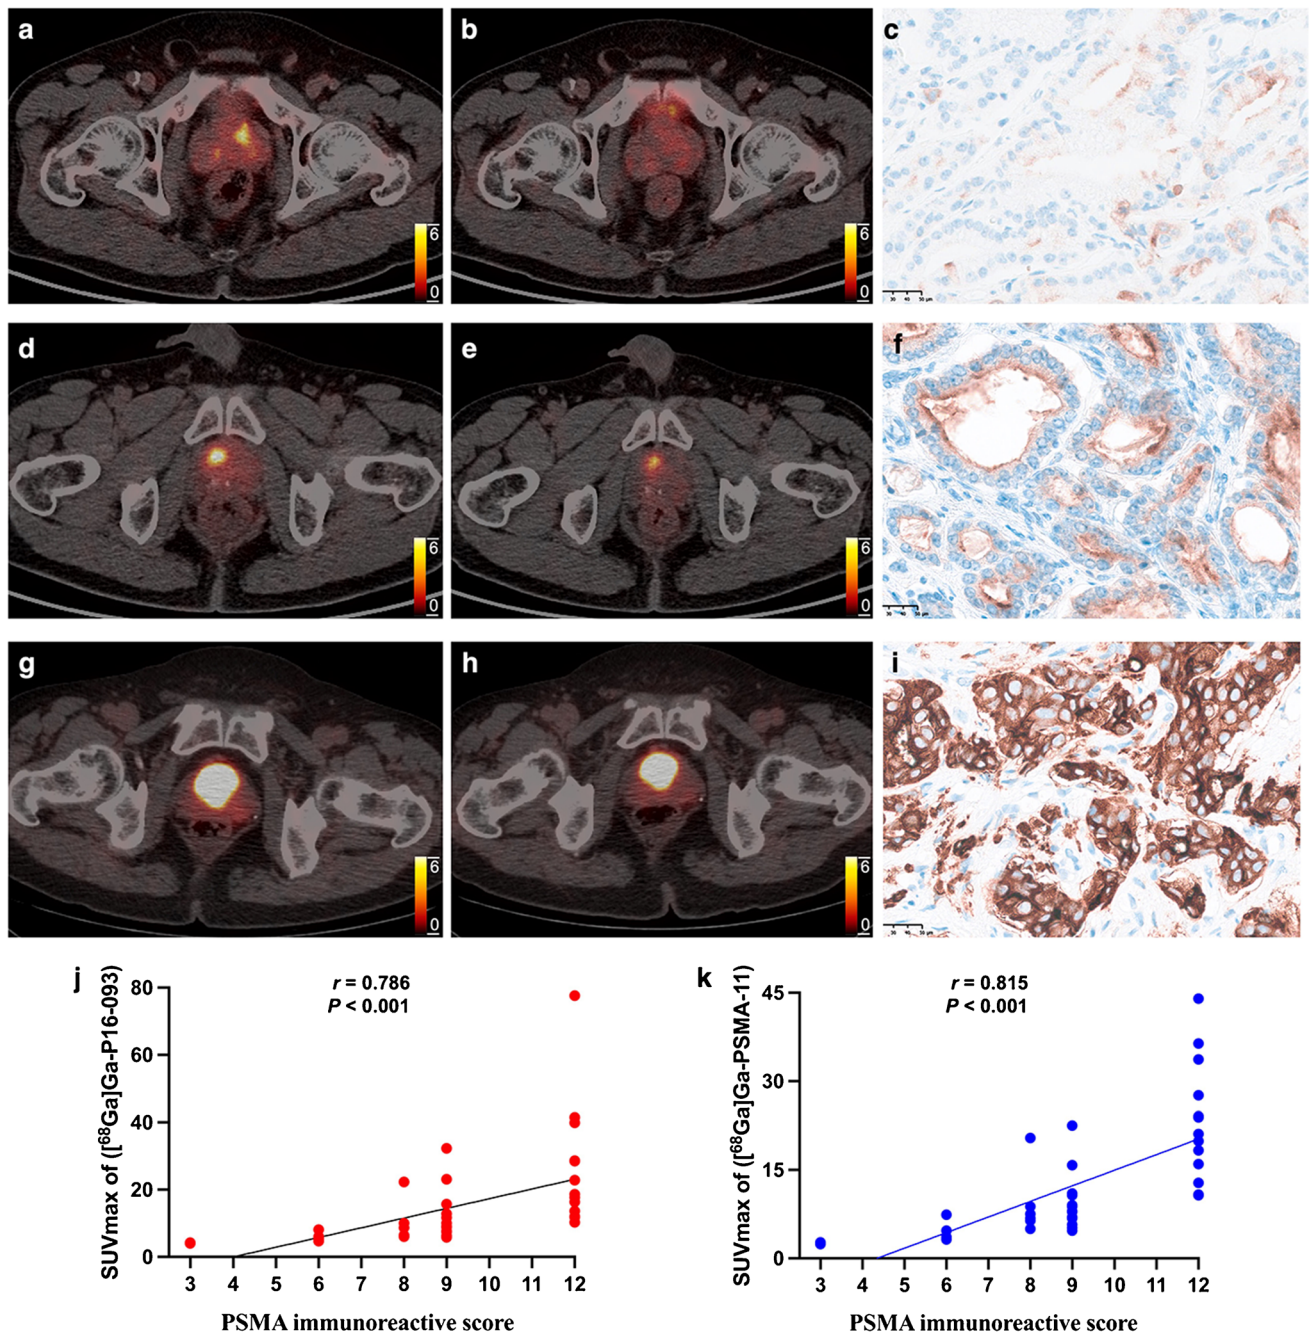 a
b
c
6
0
6
0
d
e
f
6
0
6
0
g
h
i
6
0
6
0
j
r = 0.786
P < 0.001
SUVmax of ([68Ga]Ga-P16-093)
80
60
40
20
0
3 4 5 6 7 8 9 10 11 12
PSMA immunoreactive score
k
r = 0.815
P < 0.001
SUVmax of ([68Ga]Ga-PSMA-11)
45
30
15
0
3 4 5 6 7 8 9 10 11 12
PSMA immunoreactive score